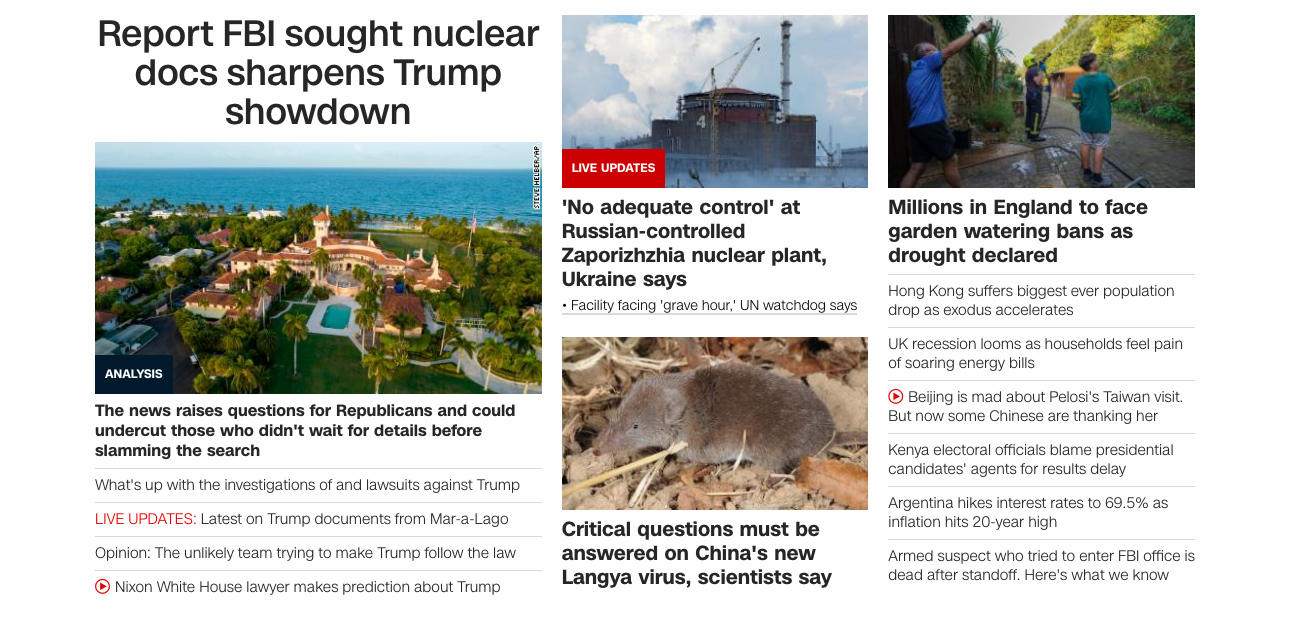 Report FBI sought nuclear
docs sharpens Trump
showdown
STEVE HELBER/AP
ANALYSIS
The news raises questions for Republicans and could
undercut those who didn't wait for details before
slamming the search
What's up with the investigations of and lawsuits against Trump
LIVE UPDATES: Latest on Trump documents from Mar-a-Lago
Opinion: The unlikely team trying to make Trump follow the law
Nixon White House lawyer makes prediction about Trump
4
3
LIVE UPDATES
'No adequate control' at
Russian-controlled
Zaporizhzhia nuclear plant,
Ukraine says
• Facility facing 'grave hour,' UN watchdog says
Critical questions must be
answered on China's new
Langya virus, scientists say
Millions in England to face
garden watering bans as
drought declared
Hong Kong suffers biggest ever population
drop as exodus accelerates
UK recession looms as households feel pain
of soaring energy bills
Beijing is mad about Pelosi's Taiwan visit.
But now some Chinese are thanking her
Kenya electoral officials blame presidential
candidates' agents for results delay
Argentina hikes interest rates to 69.5% as
inflation hits 20-year high
Armed suspect who tried to enter FBI office is
dead after standoff. Here's what we know